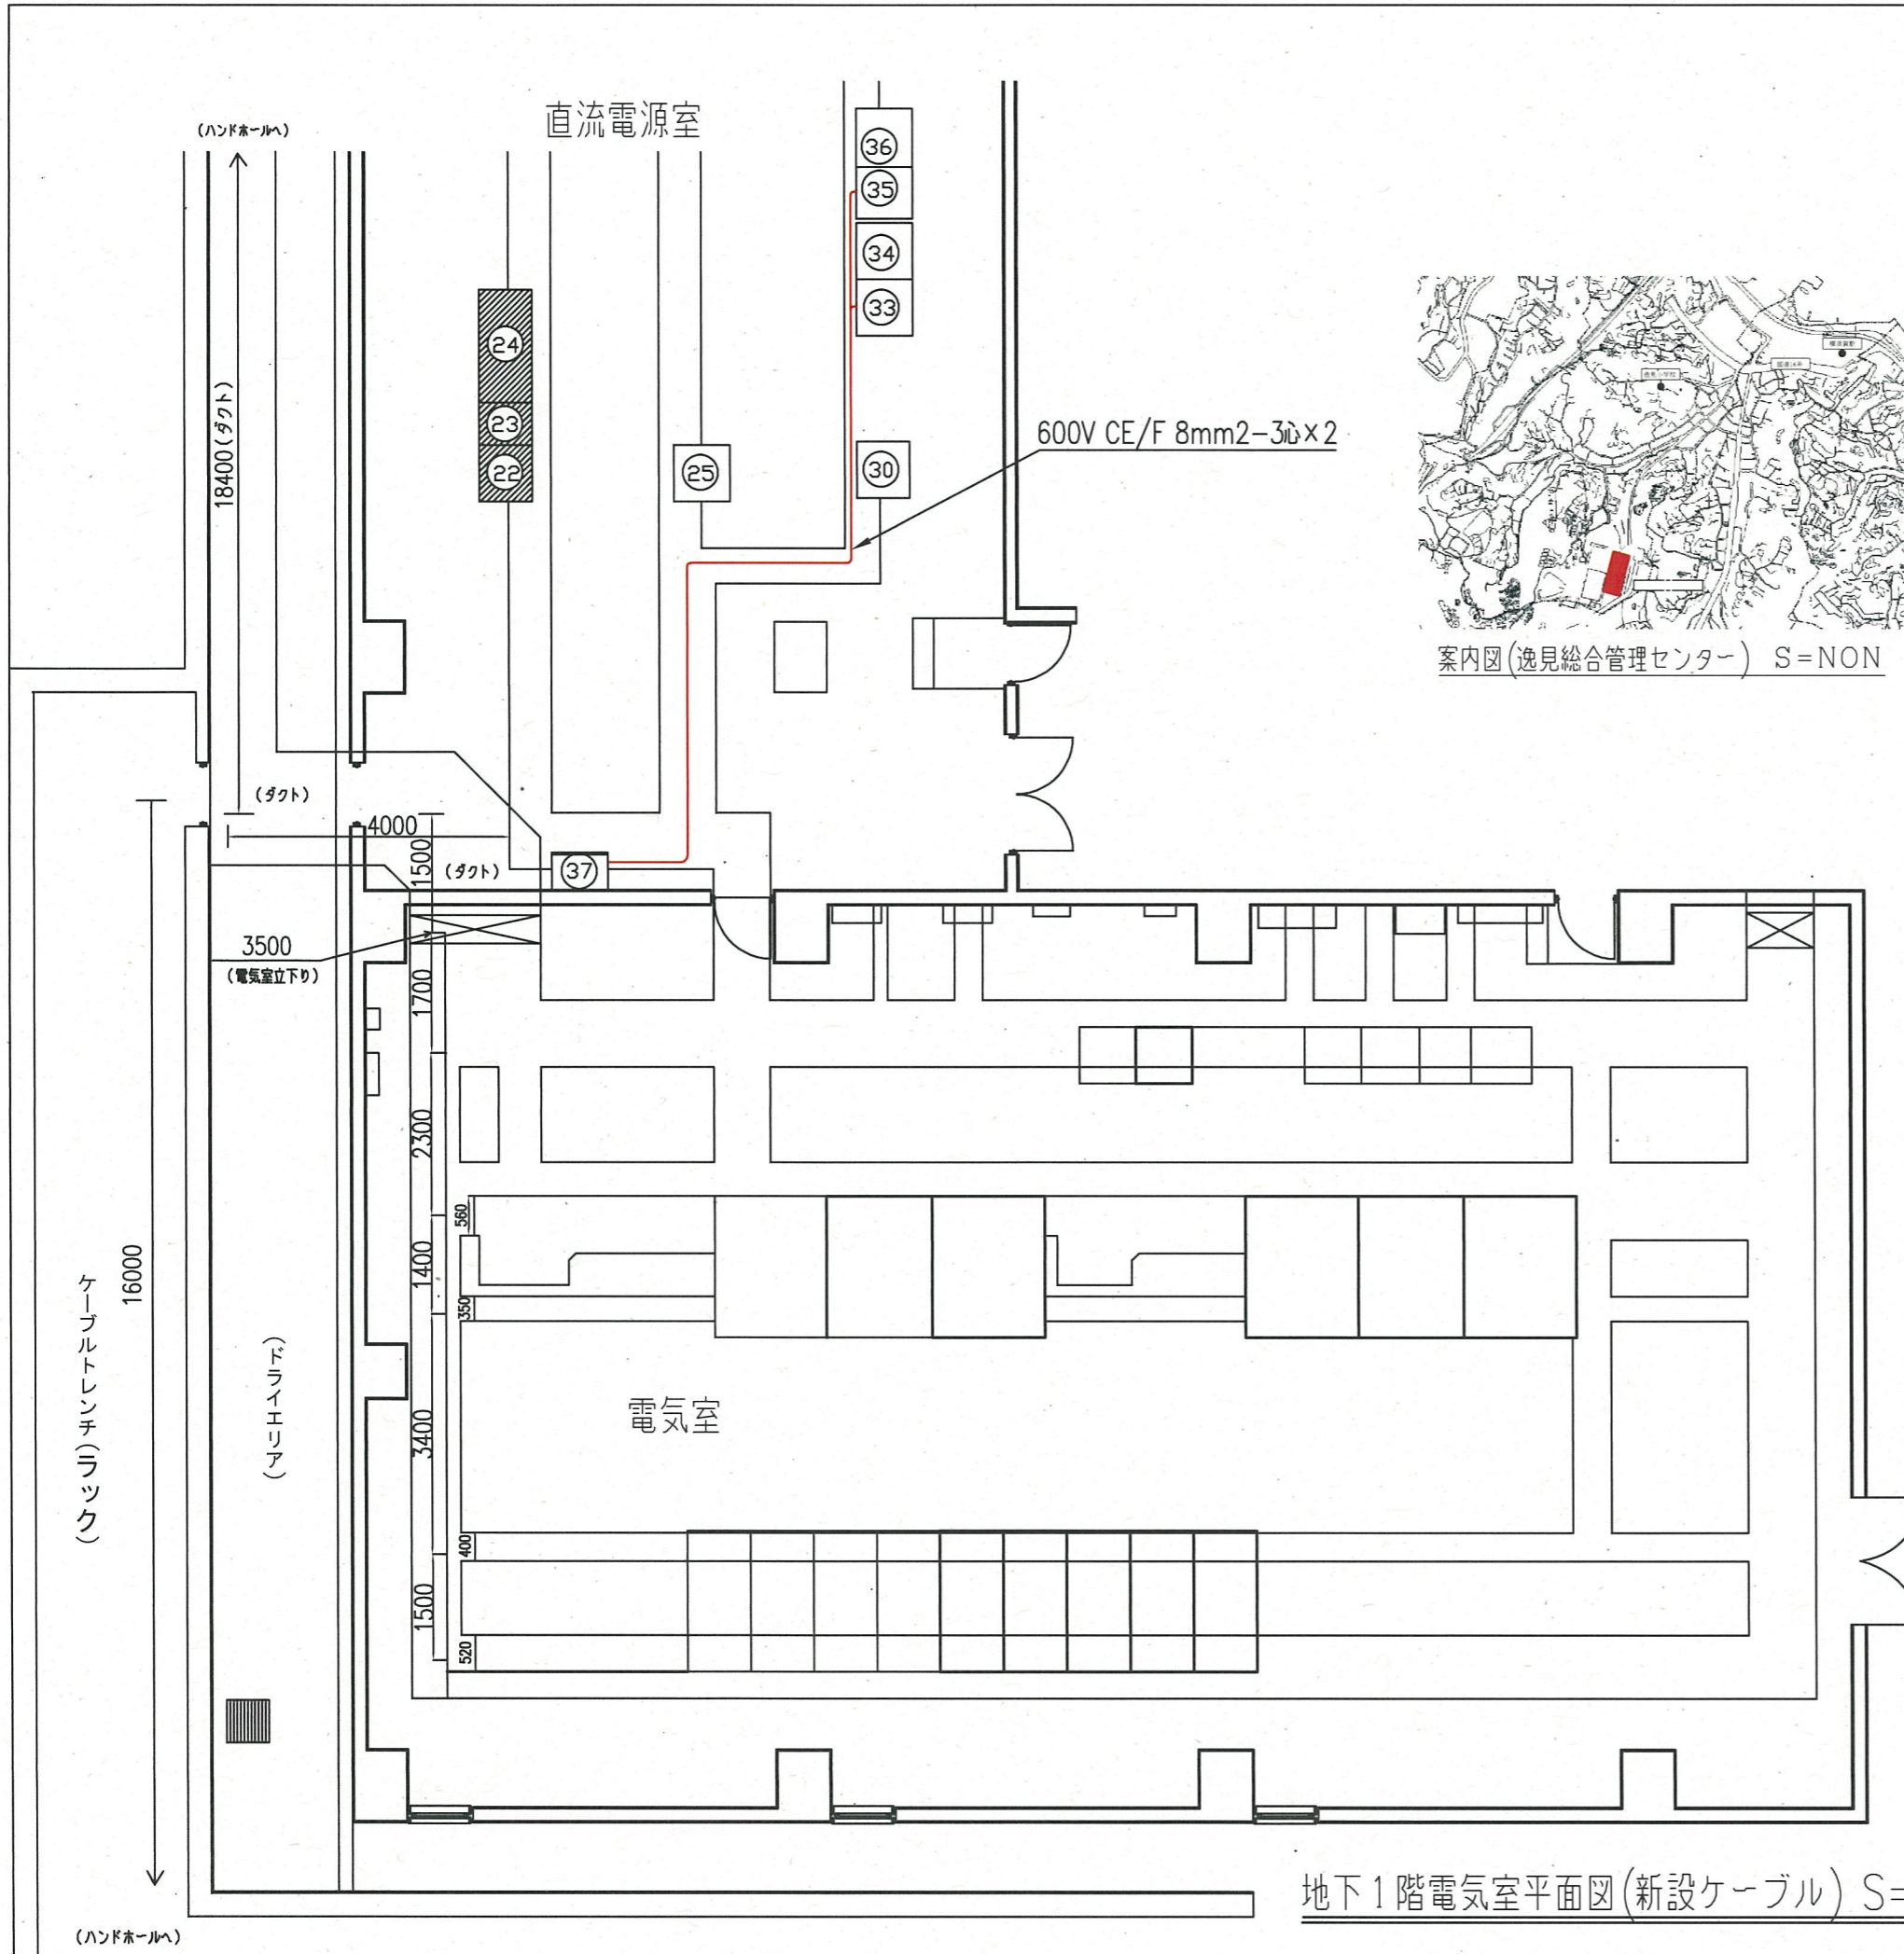 (ハンドホールへ)
直流電源室
36
35
34
33
24
23
22
25
30
18400(ダクト)
600V CE/F 8mm2-3心×2
逸見小学校
案内図(逸見総合管理センター) S=NON
(ダクト)
4000
1500
(ダクト)
37
3500
(電気室立下り)
1700
2300
560
1400
350
16000
ケーブルトレンチ(ラック)
(ドライエリア)
3400
電気室
400
1500
520
地下1階電気室平面図(新設ケーブル) S=
(ハンドホールへ)